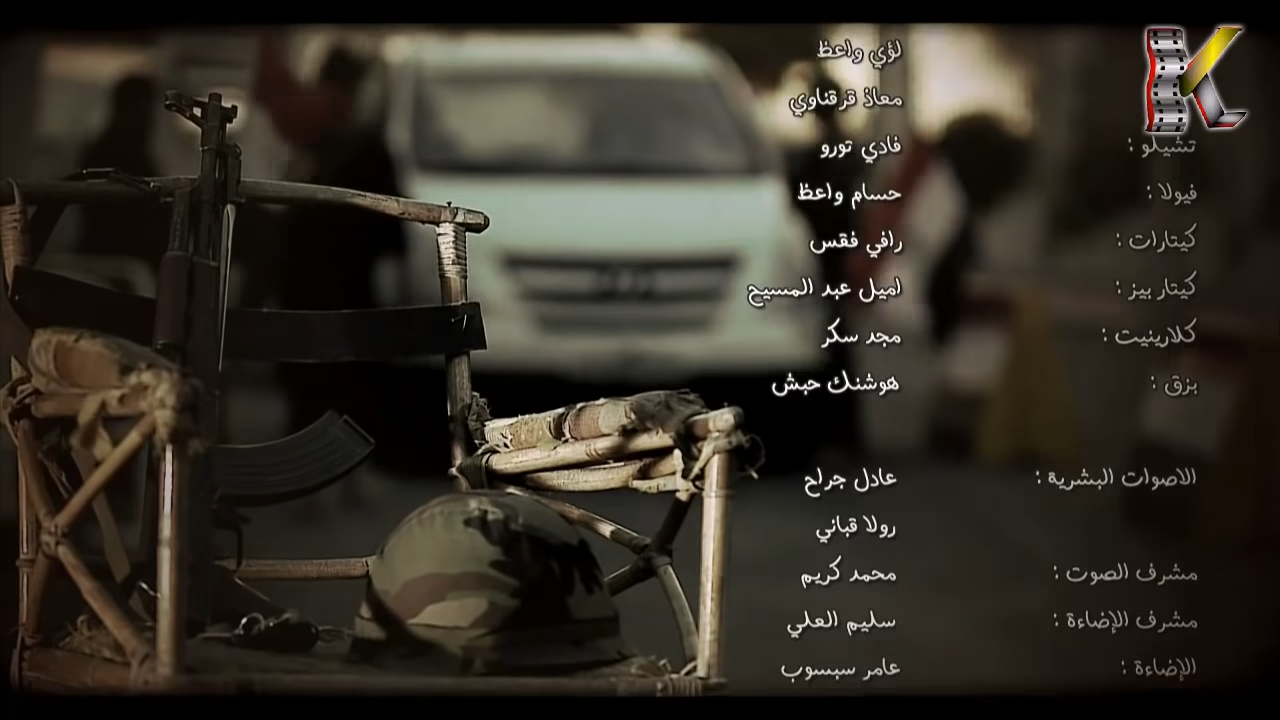 لؤي واعظ
معاذ قرقناوي
تشيلو : فادي تورو
فيولا : حسام واعظ
كيتارات : رافي فقس
كيتار بيز : اميل عبد المسيح
كلارينيت : مجد سكر
بزق : هوشنك حبش
الاصوات البشرية : عادل جراح
رولا قباني
مشرف الصوت : محمد كريم
مشرف الإضاءة : سليم العلي
الإضاءة : عامر سبسوب
K